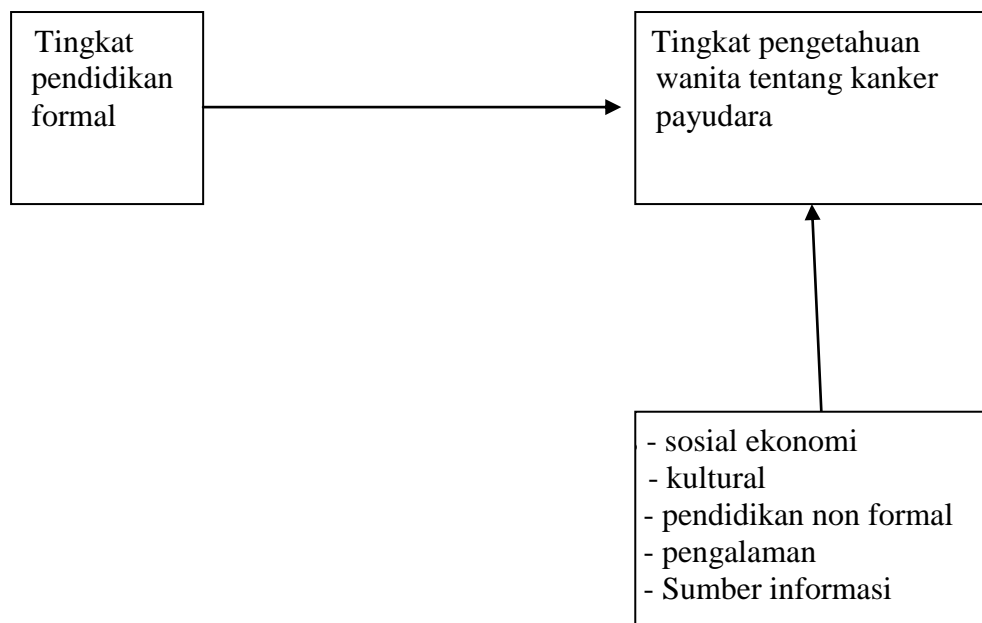 Tingkat
pendidikan
formal
Tingkat pengetahuan
wanita tentang kanker
payudara
- sosial ekonomi
- kultural
- pendidikan non formal
- pengalaman
- Sumber informasi